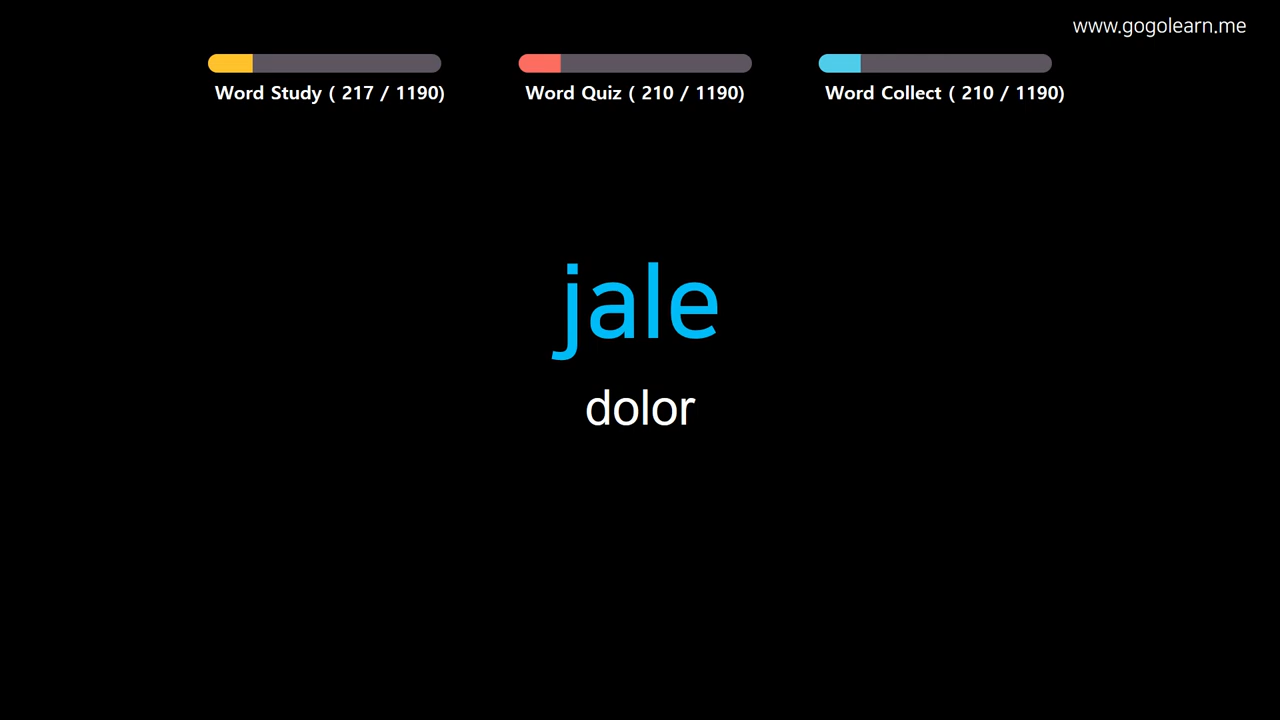 www.gogolearn.me
Word Study ( 217 / 1190)
Word Quiz ( 210 / 1190)
Word Collect ( 210 / 1190)
jale
dolor